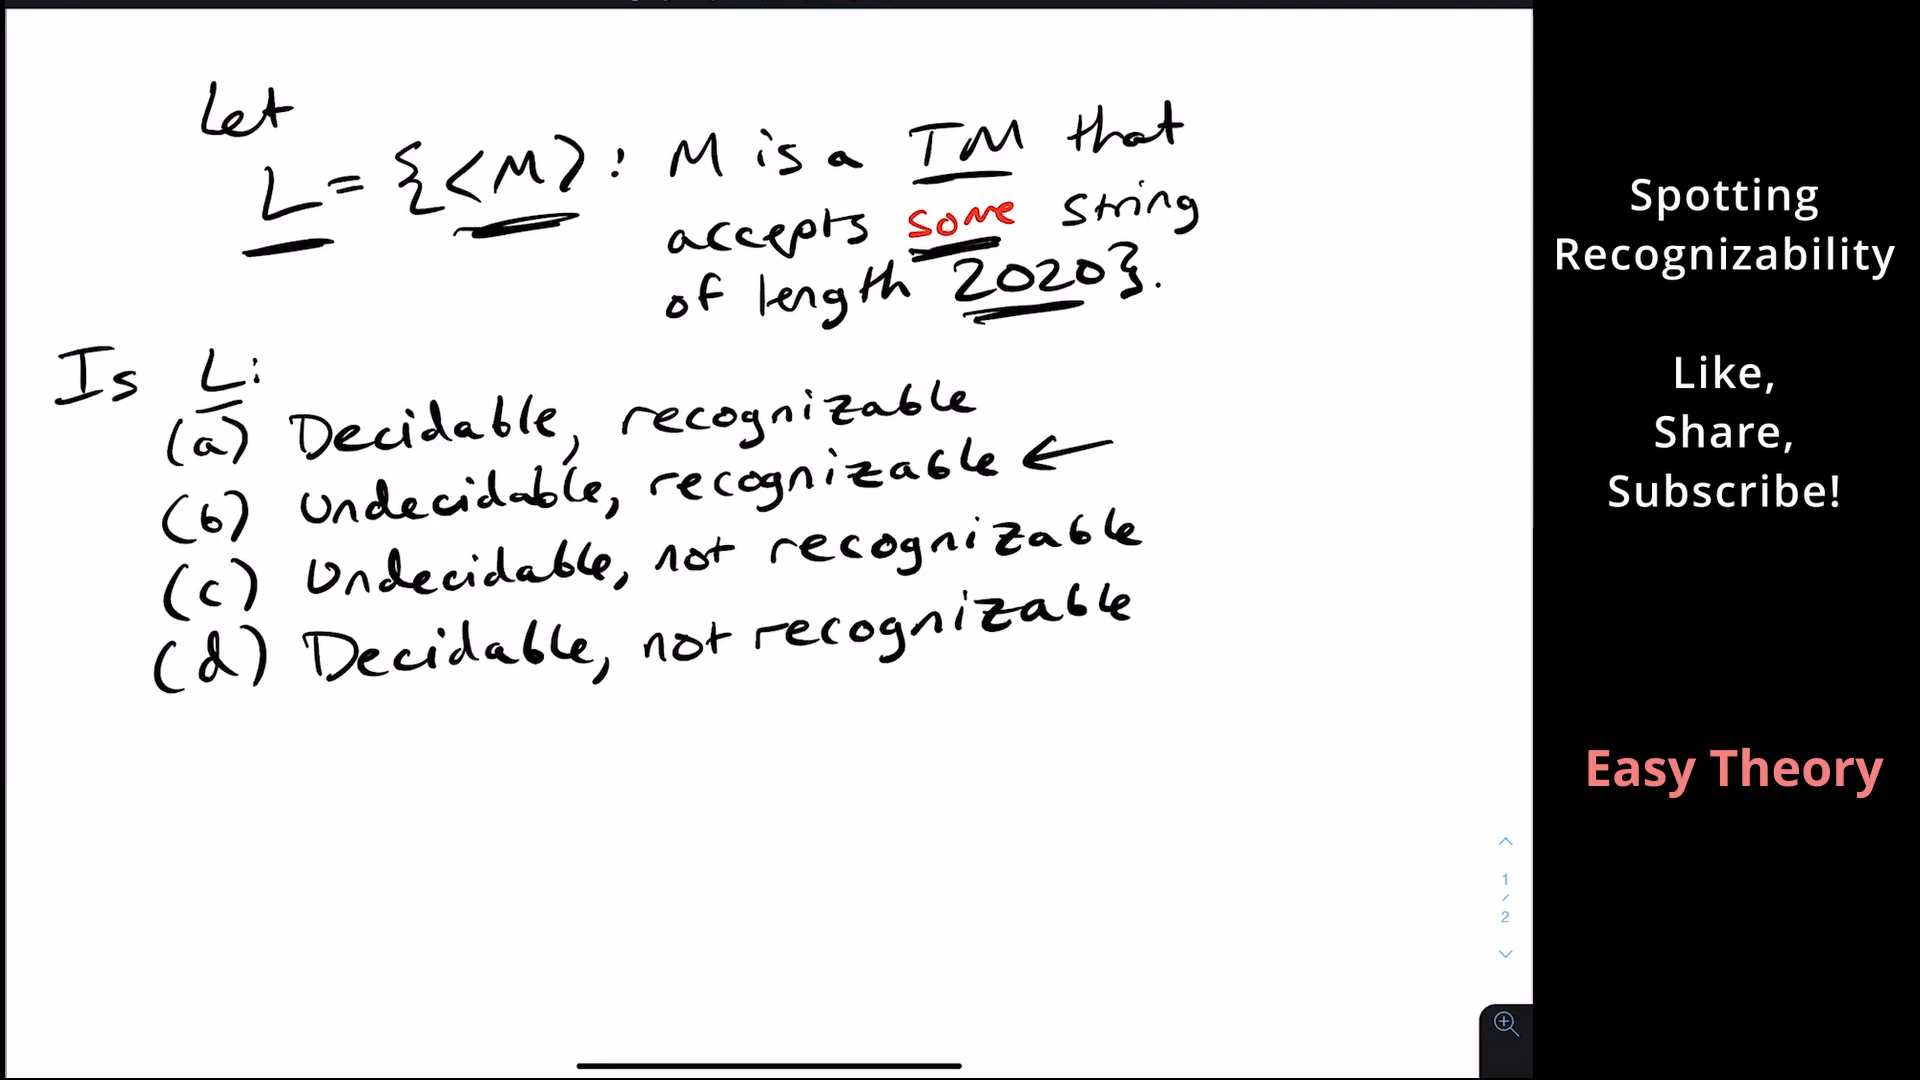 Let
L = {<M> : M is a TM that
accepts some string
of length 2020}.
Is L:
(a) Decidable, recognizable
(b) Undecidable, recognizable ←
(c) Undecidable, not recognizable
(d) Decidable, not recognizable
Spotting
Recognizability
Like,
Share,
Subscribe!
Easy Theory
1
/
2